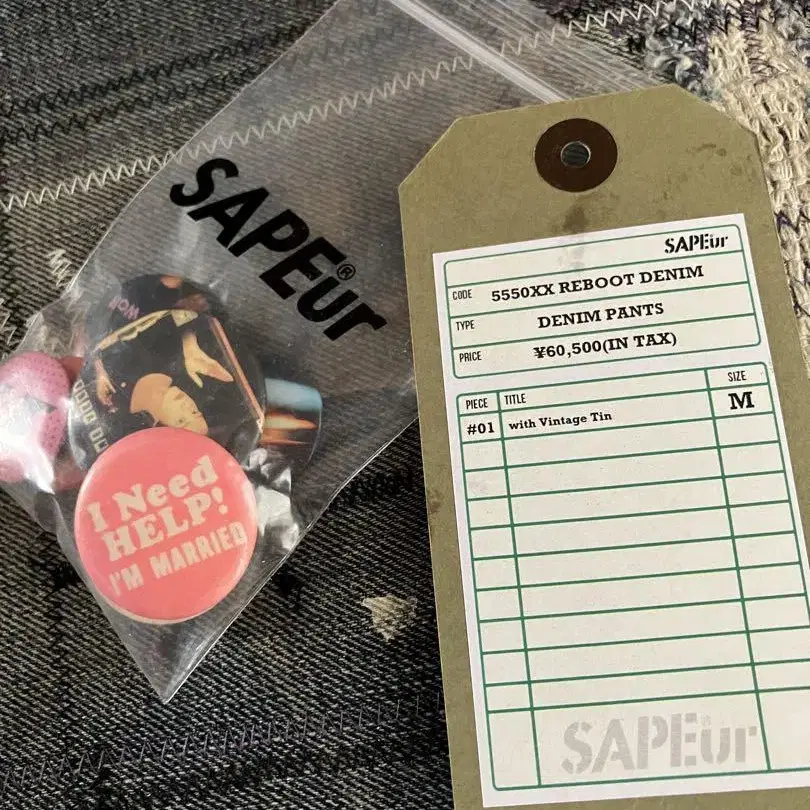 SAPEur®
I Need
HELP!
I'M MARRIED
SAPEur
CODE 5550XX REBOOT DENIM
TYPE DENIM PANTS
PRICE ¥60,500(IN TAX)
PIECE TITLE SIZE
#01 with Vintage Tin M
SAPEur